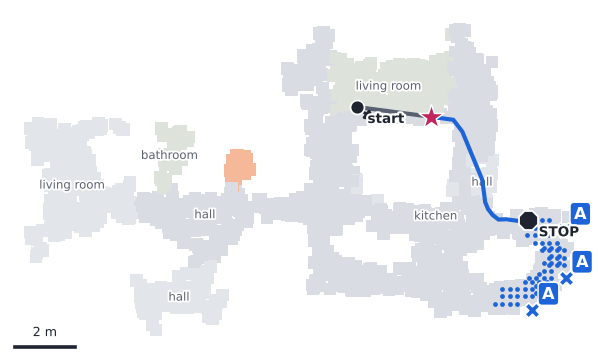 living room
start
bathroom
living room
hall
hall
kitchen
A
STOP
A
hall
A
2 m